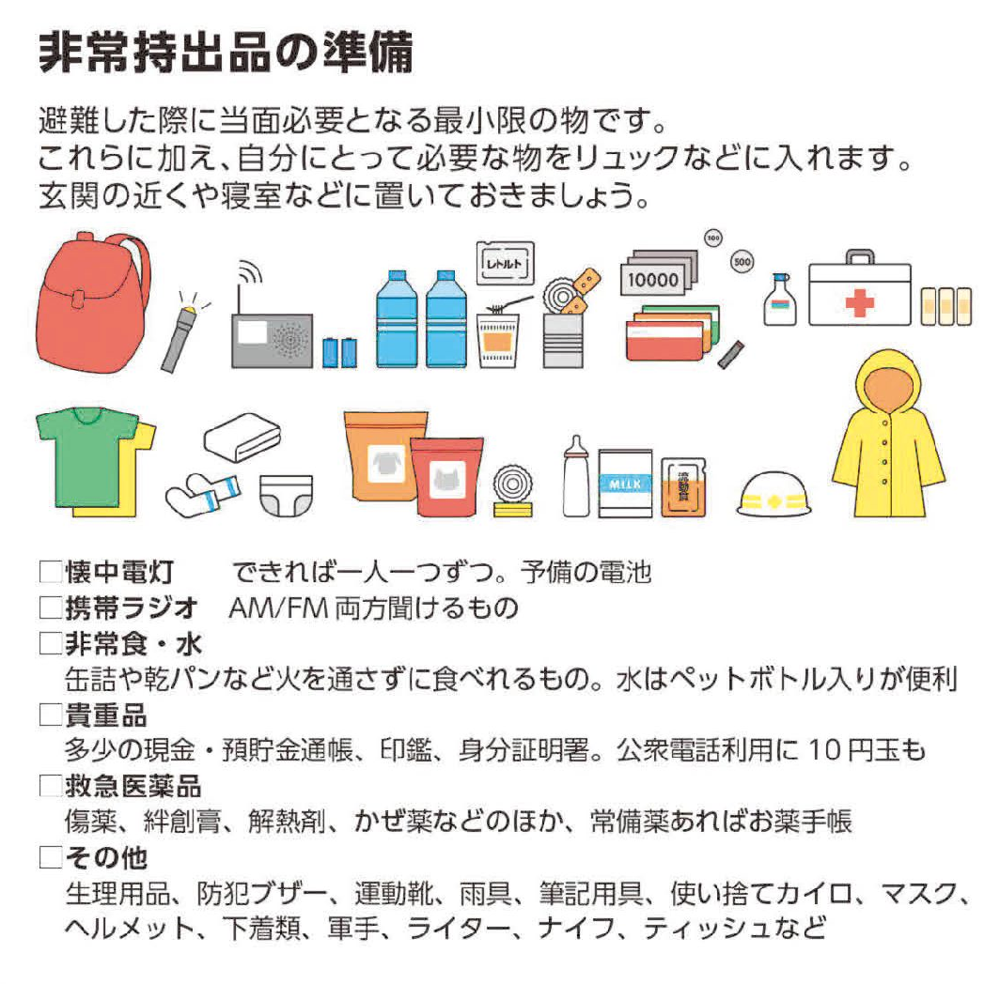 非常持出品の準備
避難した際に当面必要となる最小限の物です。
これらに加え、自分にとって必要な物をリュックなどに入れます。
玄関の近くや寝室などに置いておきましょう。
レトルト
10000
100
500
MILK
流動食
□懐中電灯 できれば一人一つずつ。予備の電池
□携帯ラジオ AM/FM 両方聞けるもの
□非常食・水
缶詰や乾パンなど火を通さずに食べれるもの。水はペットボトル入りが便利
□貴重品
多少の現金・預貯金通帳、印鑑、身分証明署。公衆電話利用に 10 円玉も
□救急医薬品
傷薬、絆創膏、解熱剤、かぜ薬などのほか、常備薬あればお薬手帳
□その他
生理用品、防犯ブザー、運動靴、雨具、筆記用具、使い捨てカイロ、マスク、
ヘルメット、下着類、軍手、ライター、ナイフ、ティッシュなど